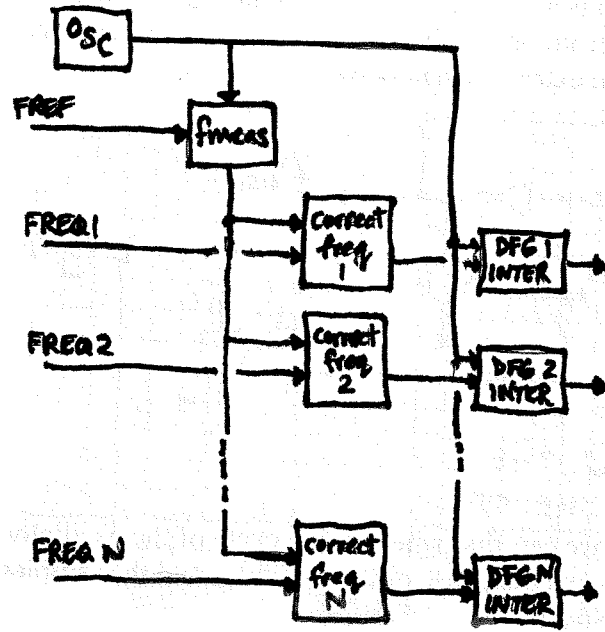 OSC
FREF
fmeas
FREQ1
correct
freq
1
DFG 1
INTER
FREQ2
correct
freq
2
DFG 2
INTER
FREQ N
correct
freq
N
DFG N
INTER